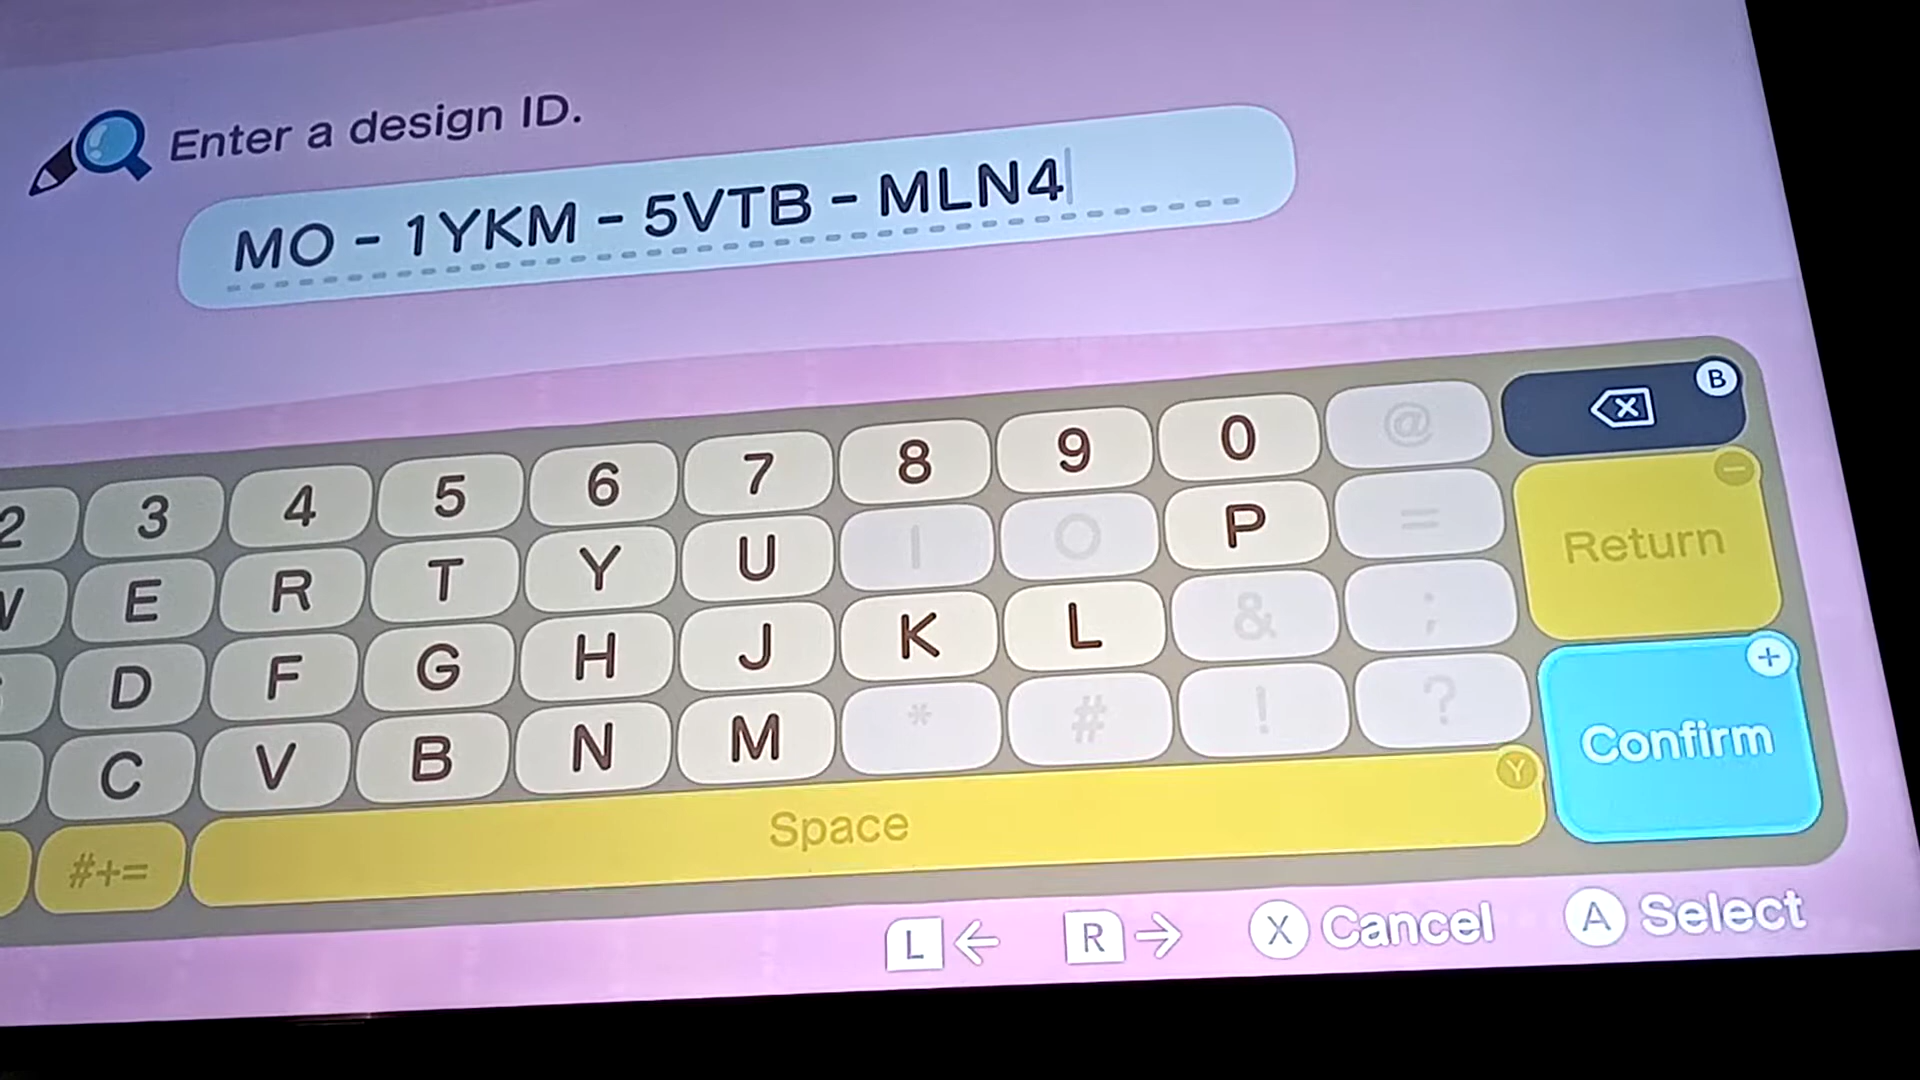 Enter a design ID.
MO - 1YKM - 5VTB - MLN4
2 3 4 5 6 7 8 9 0 @ B
W E R T Y U I O P = −
D F G H J K L & ; Return
C V B N M * # ! ? + Confirm
#+= Space Y
L ← R → X Cancel A Select